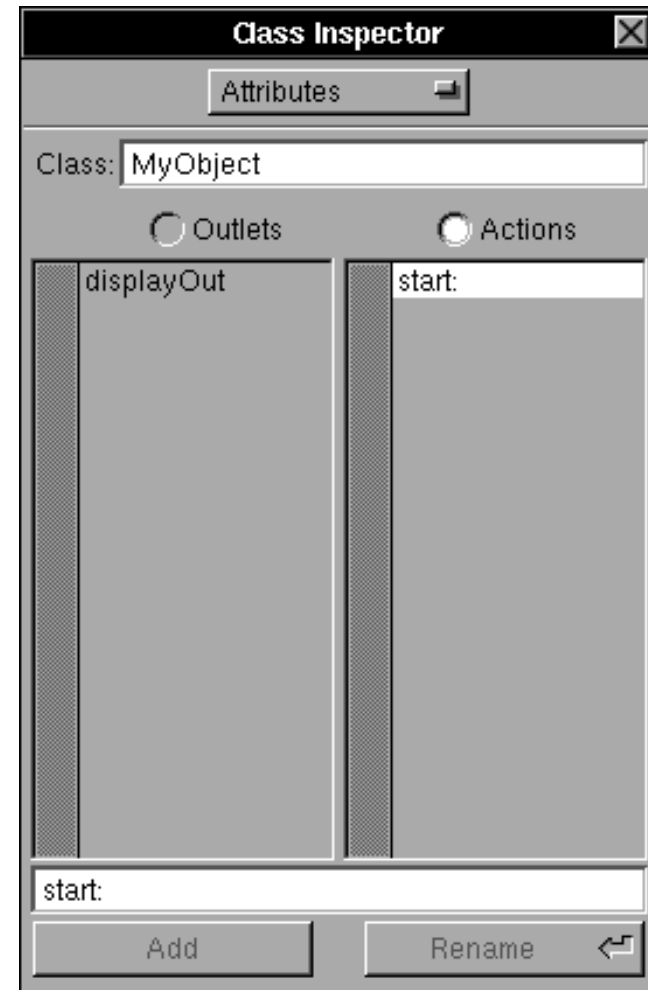 Class Inspector
Attributes
Class: MyObject
Outlets Actions
displayOut start:
start:
Add Rename